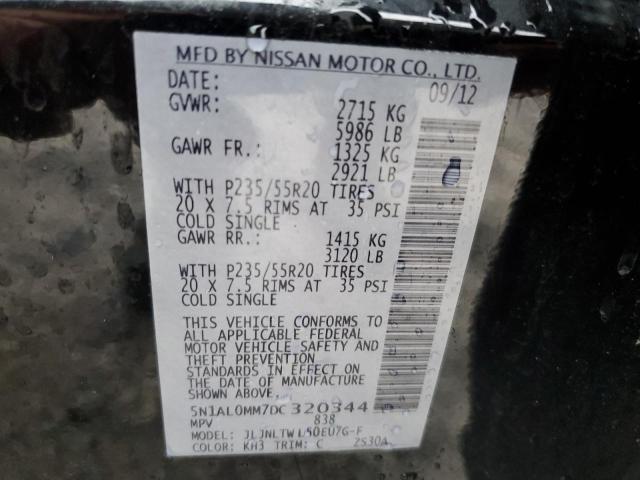 MFD BY NISSAN MOTOR CO., LTD.
DATE: 09/12
GVWR: 2715 KG
5986 LB
GAWR FR.: 1325 KG
2921 LB
WITH P235/55R20 TIRES
20 X 7.5 RIMS AT 35 PSI
COLD SINGLE
GAWR RR.: 1415 KG
3120 LB
WITH P235/55R20 TIRES
20 X 7.5 RIMS AT 35 PSI
COLD SINGLE
THIS VEHICLE CONFORMS TO
ALL APPLICABLE FEDERAL
MOTOR VEHICLE SAFETY AND
THEFT PREVENTION
STANDARDS IN EFFECT ON
THE DATE OF MANUFACTURE
SHOWN ABOVE.
5N1AL0MM7DC320344
MPV 838
MODEL: JLJNLTW L50EU7G-F
COLOR: KH3 TRIM: C 2S30A